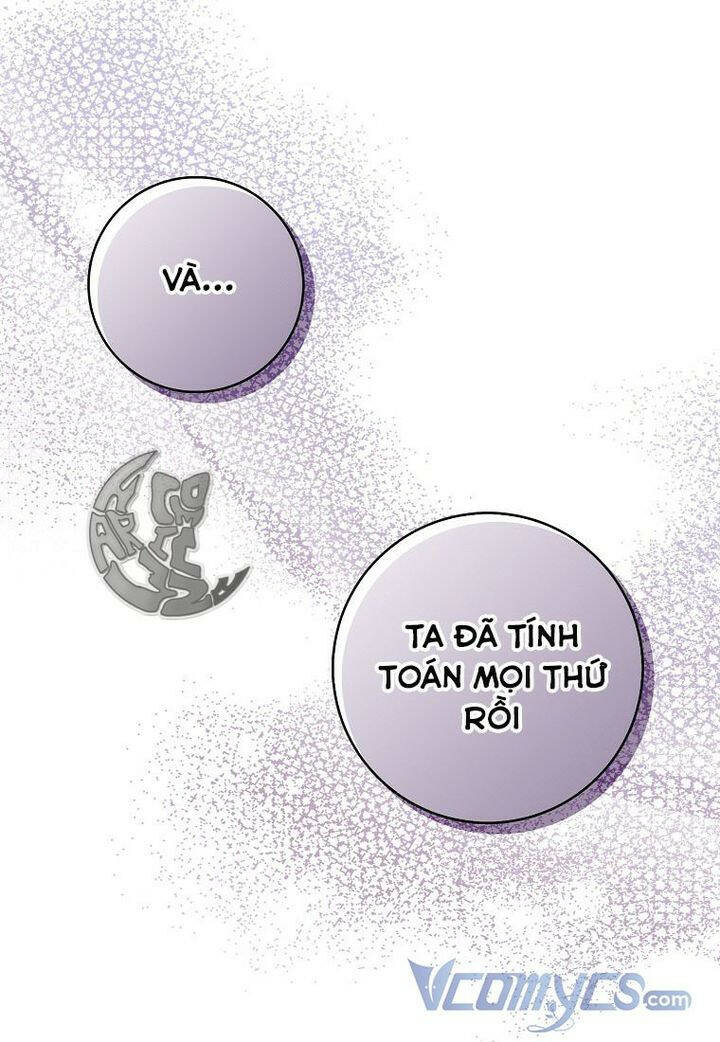 VÀ...
TA ĐÃ TÍNH
TOÁN MỌI THỨ
RỒI
Vcomycs.com